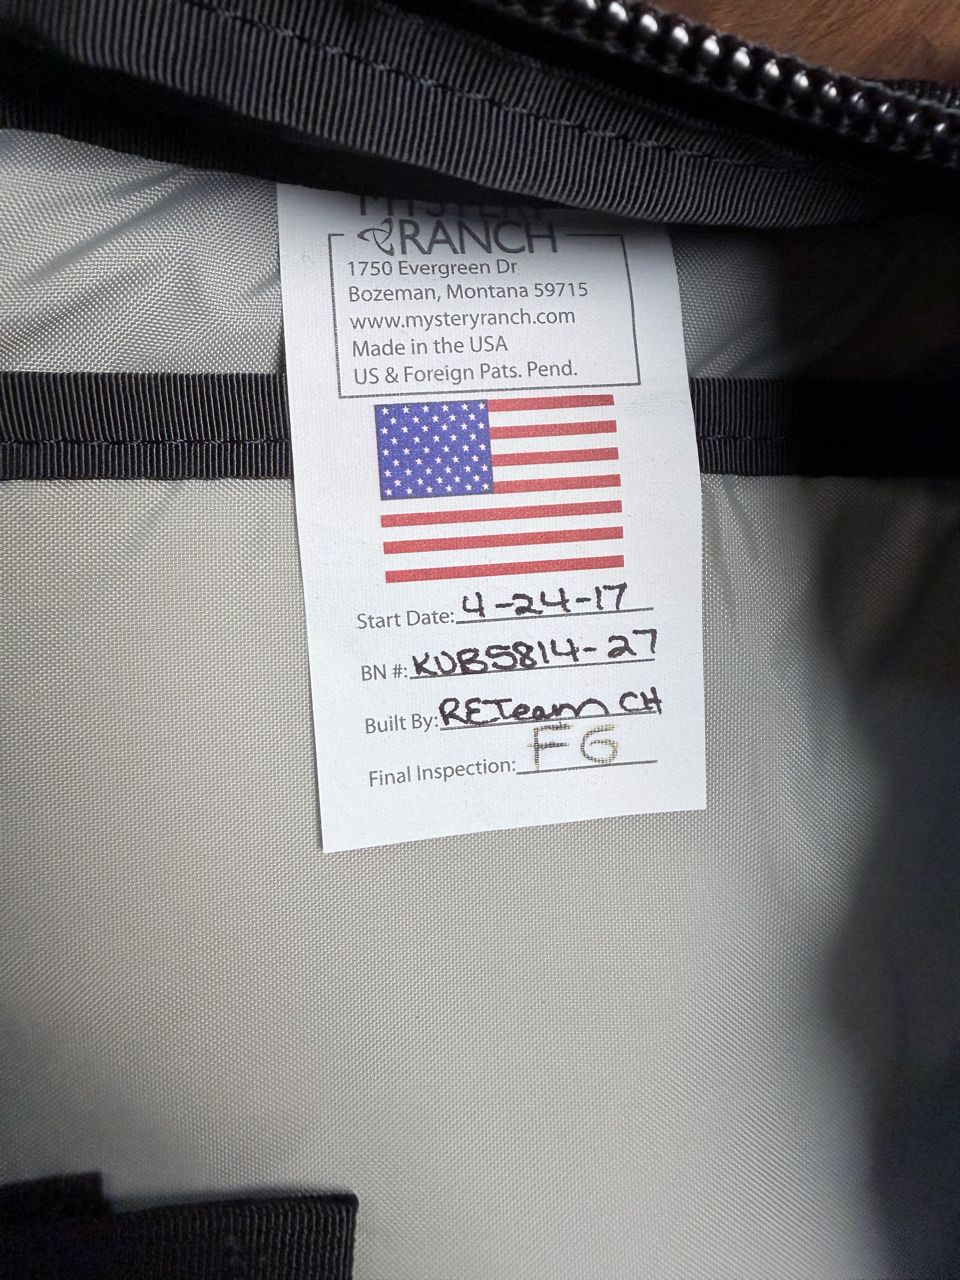 MYSTERY
RANCH
1750 Evergreen Dr
Bozeman, Montana 59715
www.mysteryranch.com
Made in the USA
US & Foreign Pats. Pend.
Start Date: 4-24-17
BN #: KUB5814-27
Built By: RETeam CH
Final Inspection: FG